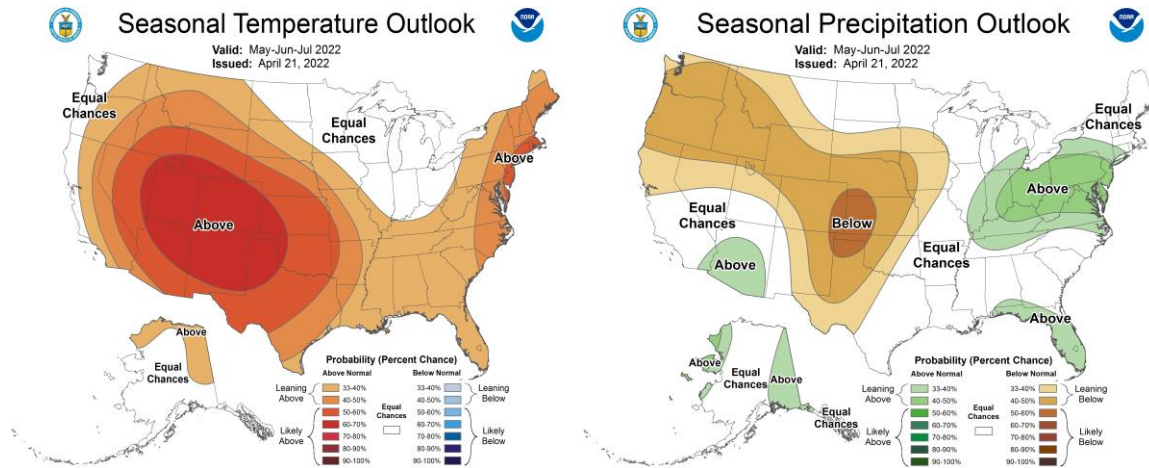 Seasonal Temperature Outlook
Valid: May-Jun-Jul 2022
Issued: April 21, 2022
Equal
Chances
Equal
Chances
Above
Above
Above
Equal
Chances
Probability (Percent Chance)
Above Normal
Below Normal
Leaning
Above
33-40%
40-50%
Likely
Above
50-60%
60-70%
70-80%
80-90%
90-100%
Equal
Chances
33-40%
40-50%
Leaning
Below
50-60%
60-70%
70-80%
80-90%
90-100%
Likely
Below
NOAA
Seasonal Precipitation Outlook
Valid: May-Jun-Jul 2022
Issued: April 21, 2022
Equal
Chances
Above
Equal
Chances
Below
Above
Equal
Chances
Above
Above
Equal
Chances
Above
Equal
Chances
Probability (Percent Chance)
Above Normal
Below Normal
Leaning
Above
33-40%
40-50%
Likely
Above
50-60%
60-70%
70-80%
80-90%
90-100%
Equal
Chances
33-40%
40-50%
Leaning
Below
50-60%
60-70%
70-80%
80-90%
90-100%
Likely
Below
NOAA